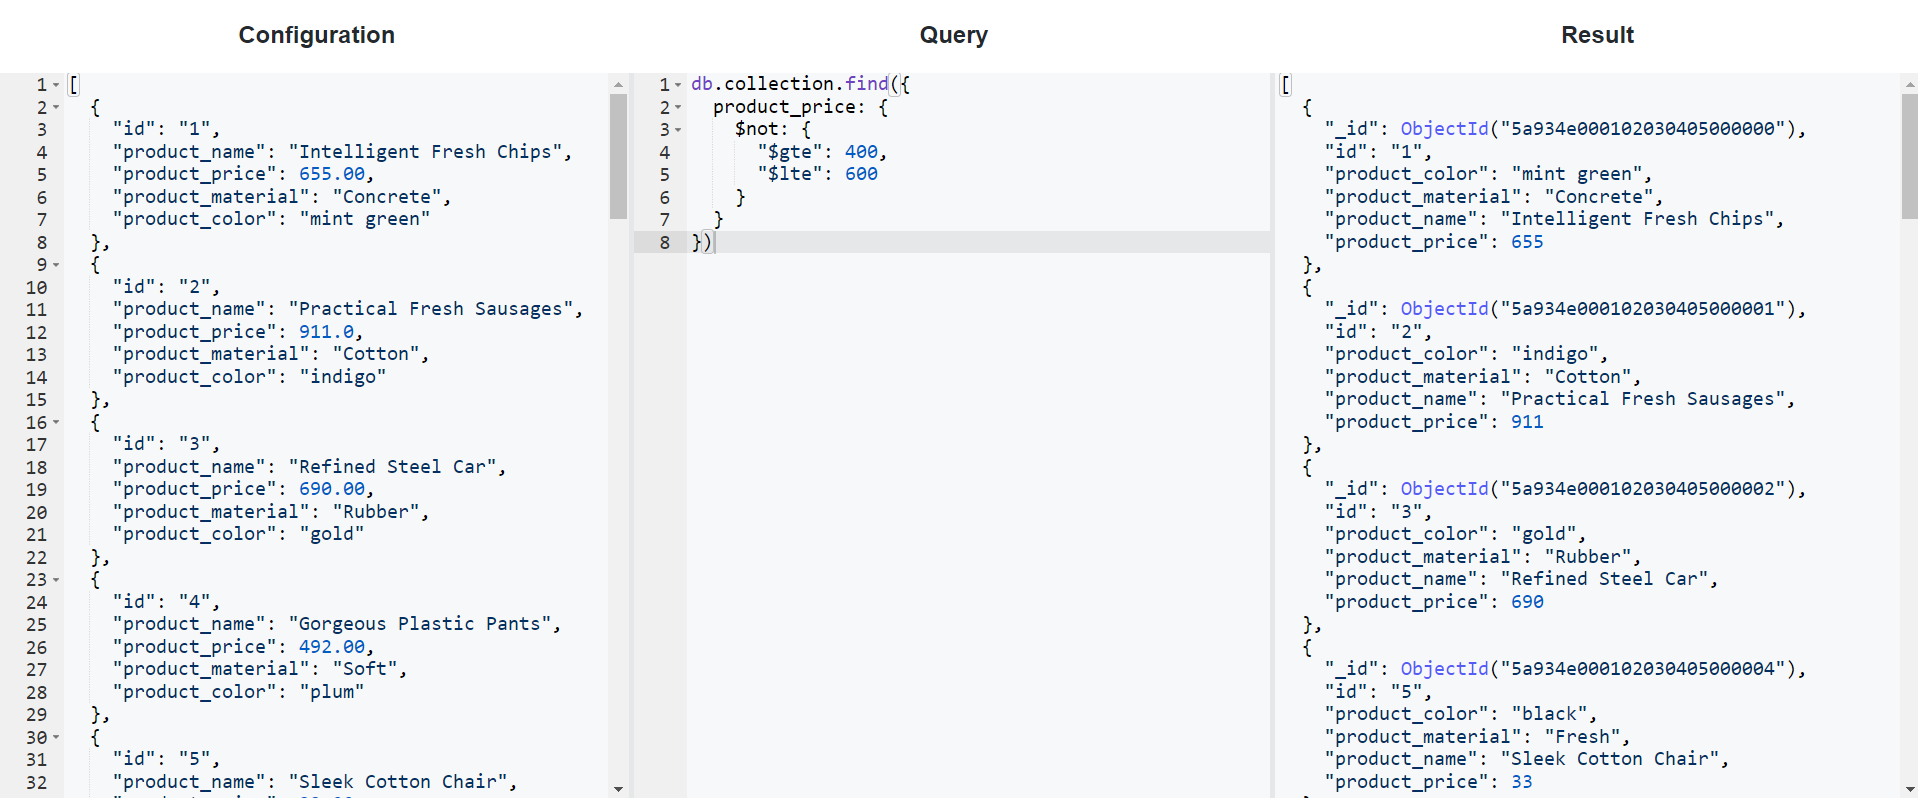 Configuration
1 [
2 {
3 "id": "1",
4 "product_name": "Intelligent Fresh Chips",
5 "product_price": 655.00,
6 "product_material": "Concrete",
7 "product_color": "mint green"
8 },
9 {
10 "id": "2",
11 "product_name": "Practical Fresh Sausages",
12 "product_price": 911.0,
13 "product_material": "Cotton",
14 "product_color": "indigo"
15 },
16 {
17 "id": "3",
18 "product_name": "Refined Steel Car",
19 "product_price": 690.00,
20 "product_material": "Rubber",
21 "product_color": "gold"
22 },
23 {
24 "id": "4",
25 "product_name": "Gorgeous Plastic Pants",
26 "product_price": 492.00,
27 "product_material": "Soft",
28 "product_color": "plum"
29 },
30 {
31 "id": "5",
32 "product_name": "Sleek Cotton Chair",
Query
1 db.collection.find({
2 product_price: {
3 $not: {
4 "$gte": 400,
5 "$lte": 600
6 }
7 }
8 })
Result
[
{
"_id": ObjectId("5a934e000102030405000000"),
"id": "1",
"product_color": "mint green",
"product_material": "Concrete",
"product_name": "Intelligent Fresh Chips",
"product_price": 655
},
{
"_id": ObjectId("5a934e000102030405000001"),
"id": "2",
"product_color": "indigo",
"product_material": "Cotton",
"product_name": "Practical Fresh Sausages",
"product_price": 911
},
{
"_id": ObjectId("5a934e000102030405000002"),
"id": "3",
"product_color": "gold",
"product_material": "Rubber",
"product_name": "Refined Steel Car",
"product_price": 690
},
{
"_id": ObjectId("5a934e000102030405000004"),
"id": "5",
"product_color": "black",
"product_material": "Fresh",
"product_name": "Sleek Cotton Chair",
"product_price": 33